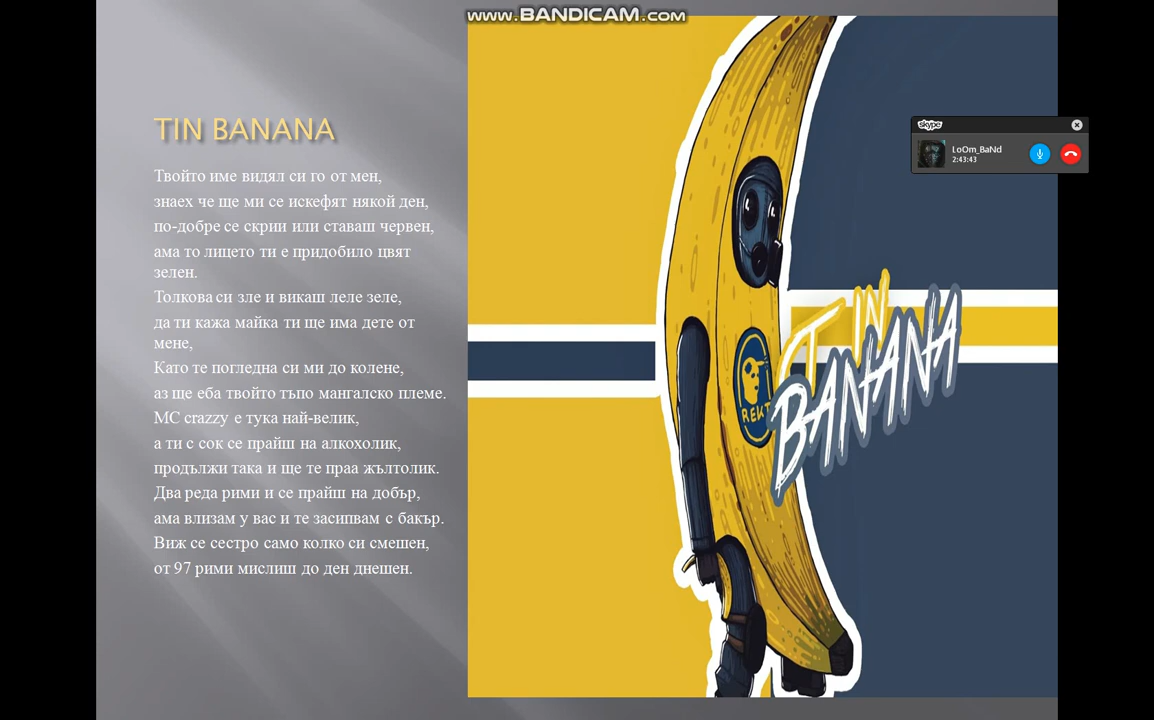 www.BANDICAM.com
TIN BANANA
Твойто име видял си го от мен,
знаех че ще ми се искефят някой ден,
по-добре се скрии или ставаш червен,
ама то лицето ти е придобило цвят
зелен.
Толкова си зле и викаш леле зеле,
да ти кажа майка ти ще има дете от
мене,
Като те погледна си ми до колене,
аз ще еба твойто тъпо мангалско племе.
MC crazzy е тука най-велик,
а ти с сок се прайш на алкохолик,
продължи така и ще те праа жълтолик.
Два реда рими и се прайш на добър,
ама влизам у вас и те засипвам с бакър.
Виж се сестро само колко си смешен,
от 97 рими мислиш до ден днешен.
skype
LoOm_BaNd
2:43:43
REKT
TIN
BANANA